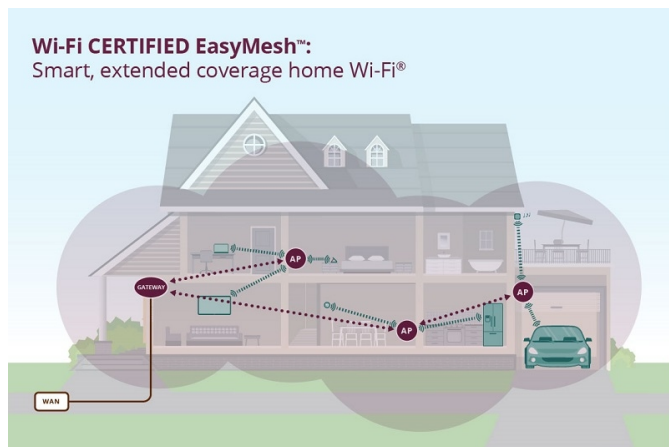 Wi-Fi CERTIFIED EasyMesh™:
Smart, extended coverage home Wi-Fi®
AP
GATEWAY
AP
AP
WAN